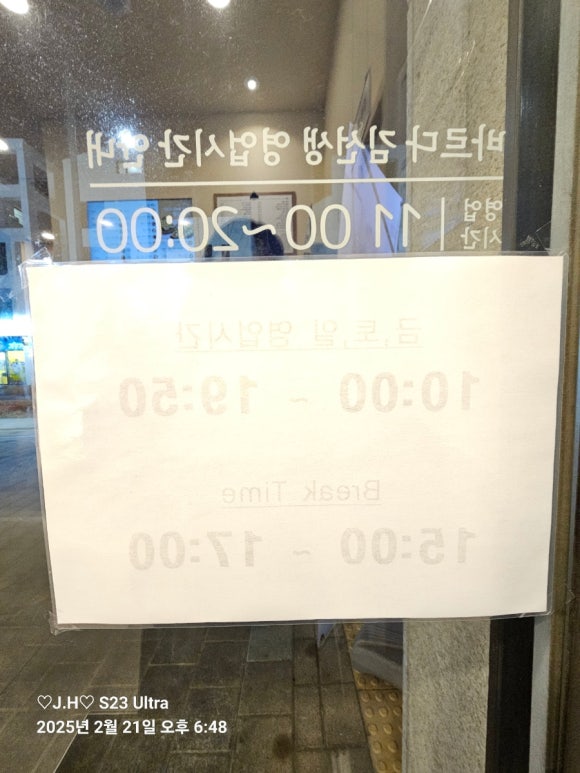 바르다 김선생 영업시간 안내
영업시간 | 11:00~20:00
금,토,일 영업시간
10:00 ~ 19:50
Break Time
15:00 ~ 17:00
♡J.H♡ S23 Ultra
2025년 2월 21일 오후 6:48